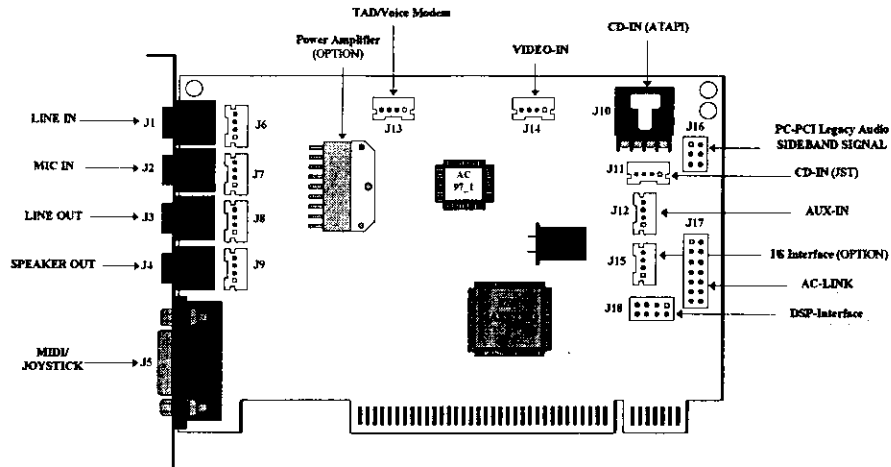 TAD/Voice Modem
Power Amplifier
(OPTION)
VIDEO-IN
CD-IN (ATAPI)
LINE IN
J1
J6
J13
J14
J10
J16
PC-PCI Legacy Audio
SIDEBAND SIGNAL
MIC IN
J2
J7
AC
97_1
J11
CD-IN (JST)
LINE OUT
J3
J8
J12
AUX-IN
J17
SPEAKER OUT
J4
J9
J15
Interface (OPTION)
AC-LINK
J18
DSP-Interface
MIDI/
JOYSTICK
J5